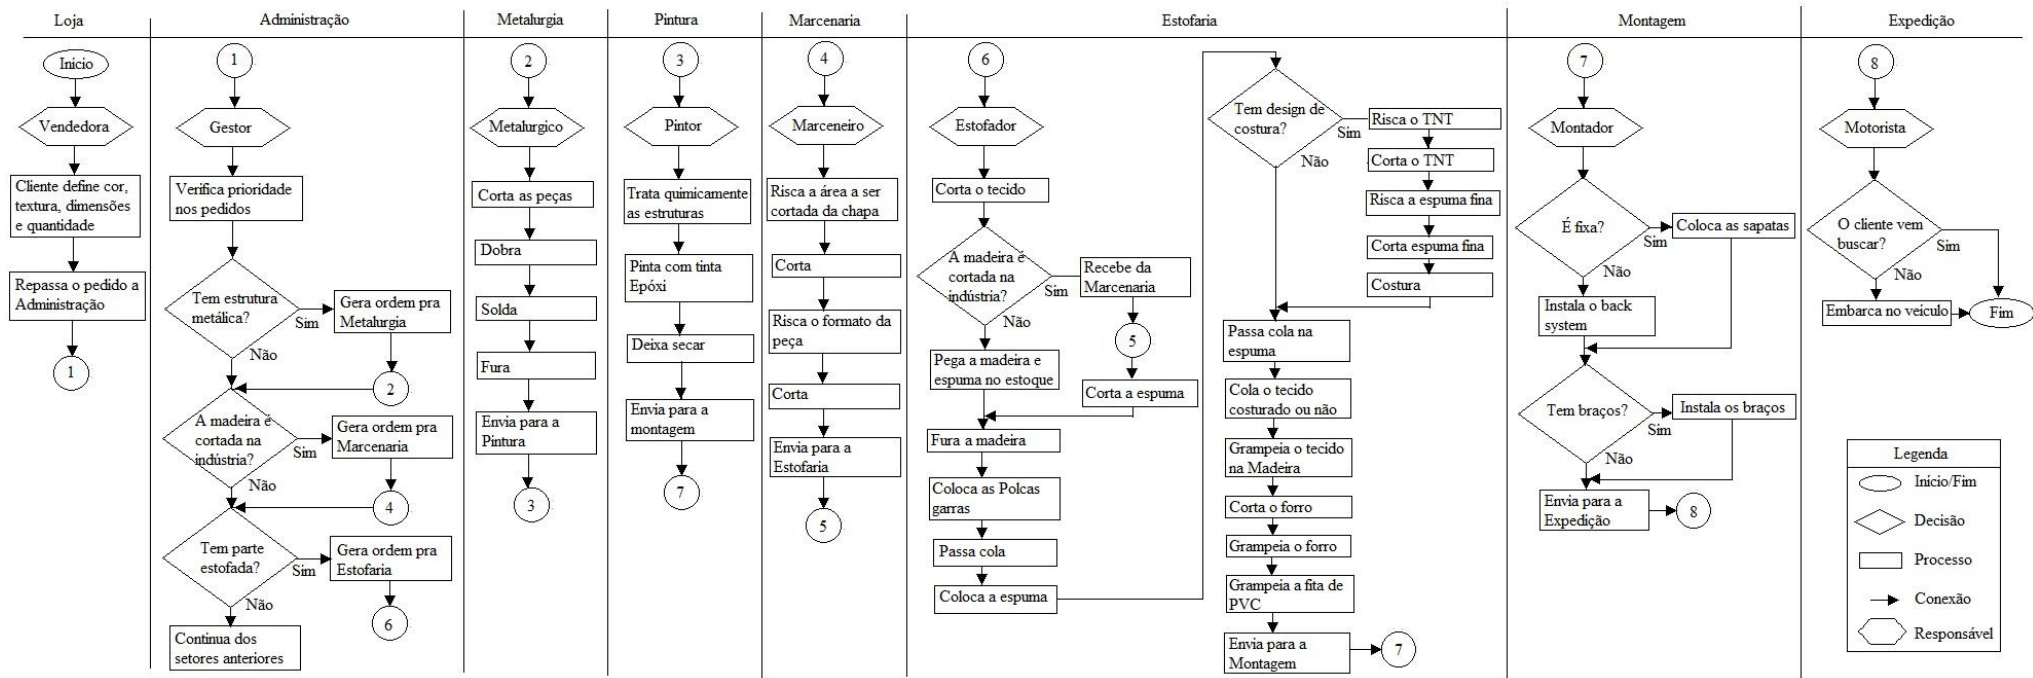 Loja
Início
Vendedora
Cliente define cor,
textura, dimensões
e quantidade
Repassa o pedido a
Administração
1
Administração
1
Gestor
Verifica prioridade
nos pedidos
Tem estrutura
metálica?
Sim
Gera ordem pra
Metalurgia
2
Não
A madeira é
cortada na
indústria?
Sim
Gera ordem pra
Marcenaria
4
Não
Tem parte
estofada?
Sim
Gera ordem pra
Estofaria
6
Não
Continua dos
setores anteriores
Metalurgia
2
Metalurgico
Corta as peças
Dobra
Solda
Fura
Envia para a
Pintura
3
Pintura
3
Pintor
Trata quimicamente
as estruturas
Pinta com tinta
Epóxi
Deixa secar
Envia para a
montagem
7
Marcenaria
4
Marceneiro
Risca a área a ser
cortada da chapa
Corta
Risca o formato da
peça
Corta
Envia para a
Estofaria
5
Estofaria
6
Estofador
Corta o tecido
A madeira é
cortada na
indústria?
Sim
Recebe da
Marcenaria
5
Corta a espuma
Não
Pega a madeira e
espuma no estoque
Fura a madeira
Coloca as Polcas
garras
Passa cola
Coloca a espuma
Tem design de
costura?
Sim
Risca o TNT
Corta o TNT
Risca a espuma fina
Corta espuma fina
Costura
Não
Passa cola na
espuma
Cola o tecido
costurado ou não
Grampeia o tecido
na Madeira
Corta o forro
Grampeia o forro
Grampeia a fita de
PVC
Envia para a
Montagem
7
Montagem
7
Montador
É fixa?
Sim
Coloca as sapatas
Não
Instala o back
system
Tem braços?
Sim
Instala os braços
Não
Envia para a
Expedição
8
Expedição
8
Motorista
O cliente vem
buscar?
Sim
Não
Embarca no veículo
Fim
Legenda
Início/Fim
Decisão
Processo
Conexão
Responsável